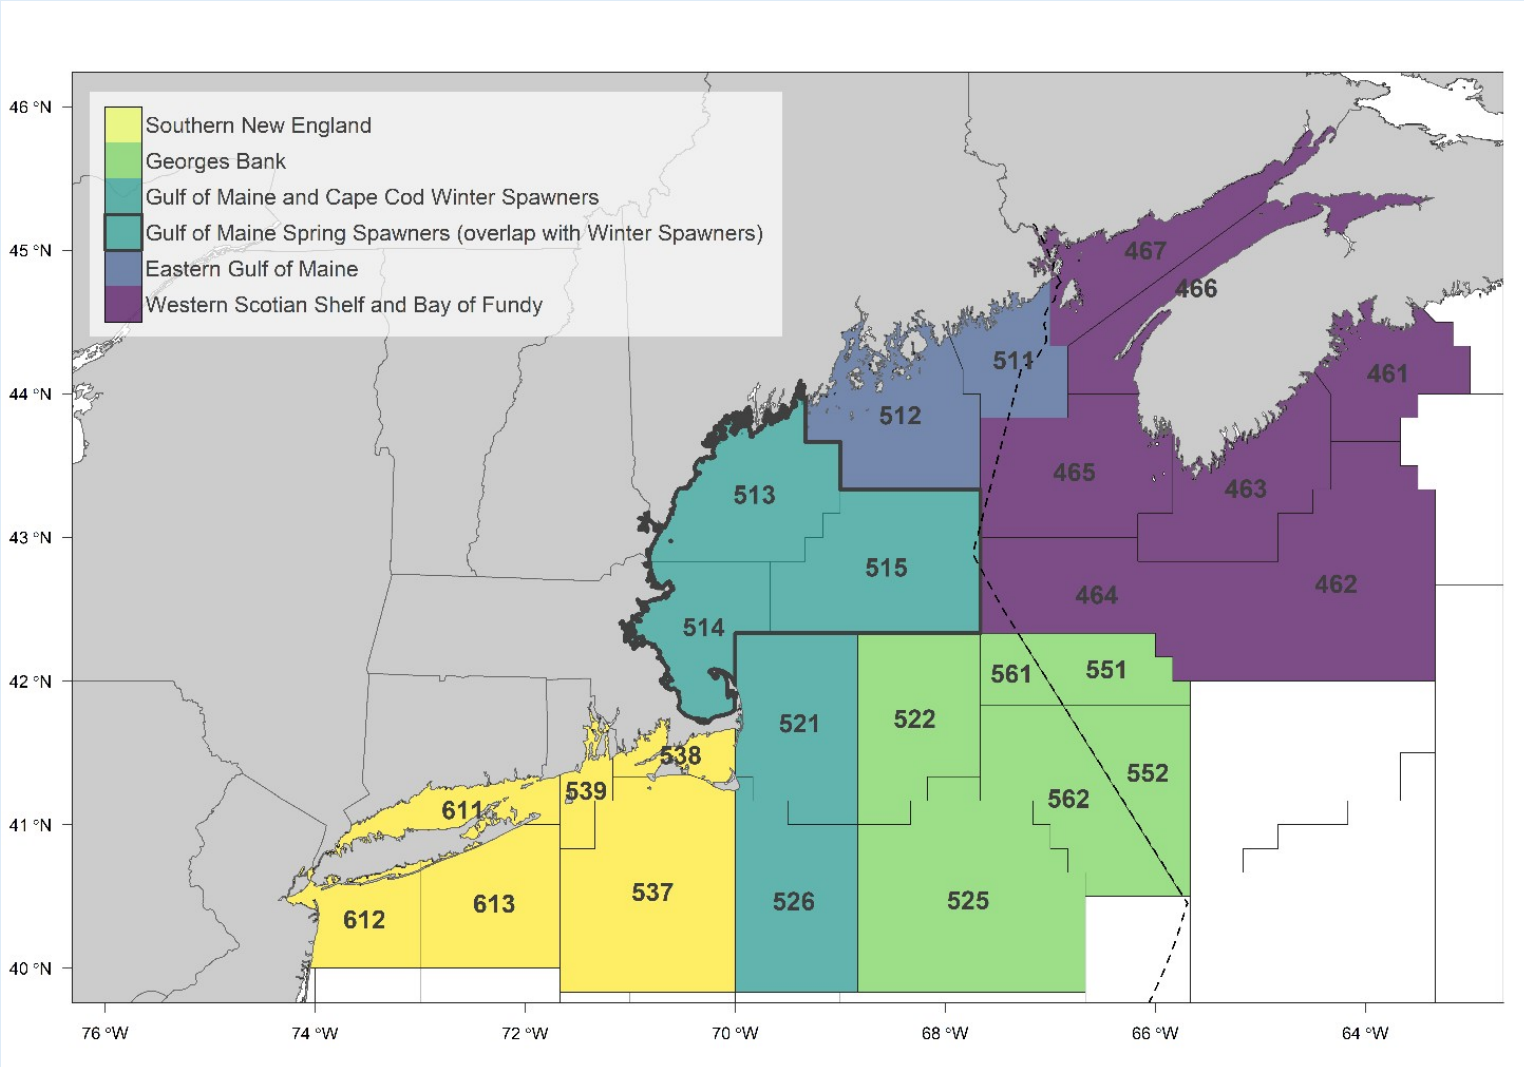 46 °N
Southern New England
Georges Bank
Gulf of Maine and Cape Cod Winter Spawners
Gulf of Maine Spring Spawners (overlap with Winter Spawners)
Eastern Gulf of Maine
Western Scotian Shelf and Bay of Fundy
45 °N
467
466
44 °N
511
461
512
465
463
513
43 °N
515
462
464
514
42 °N
561
551
521
522
538
552
539
562
41 °N
611
537
526
525
613
612
40 °N
76 °W
74 °W
72 °W
70 °W
68 °W
66 °W
64 °W